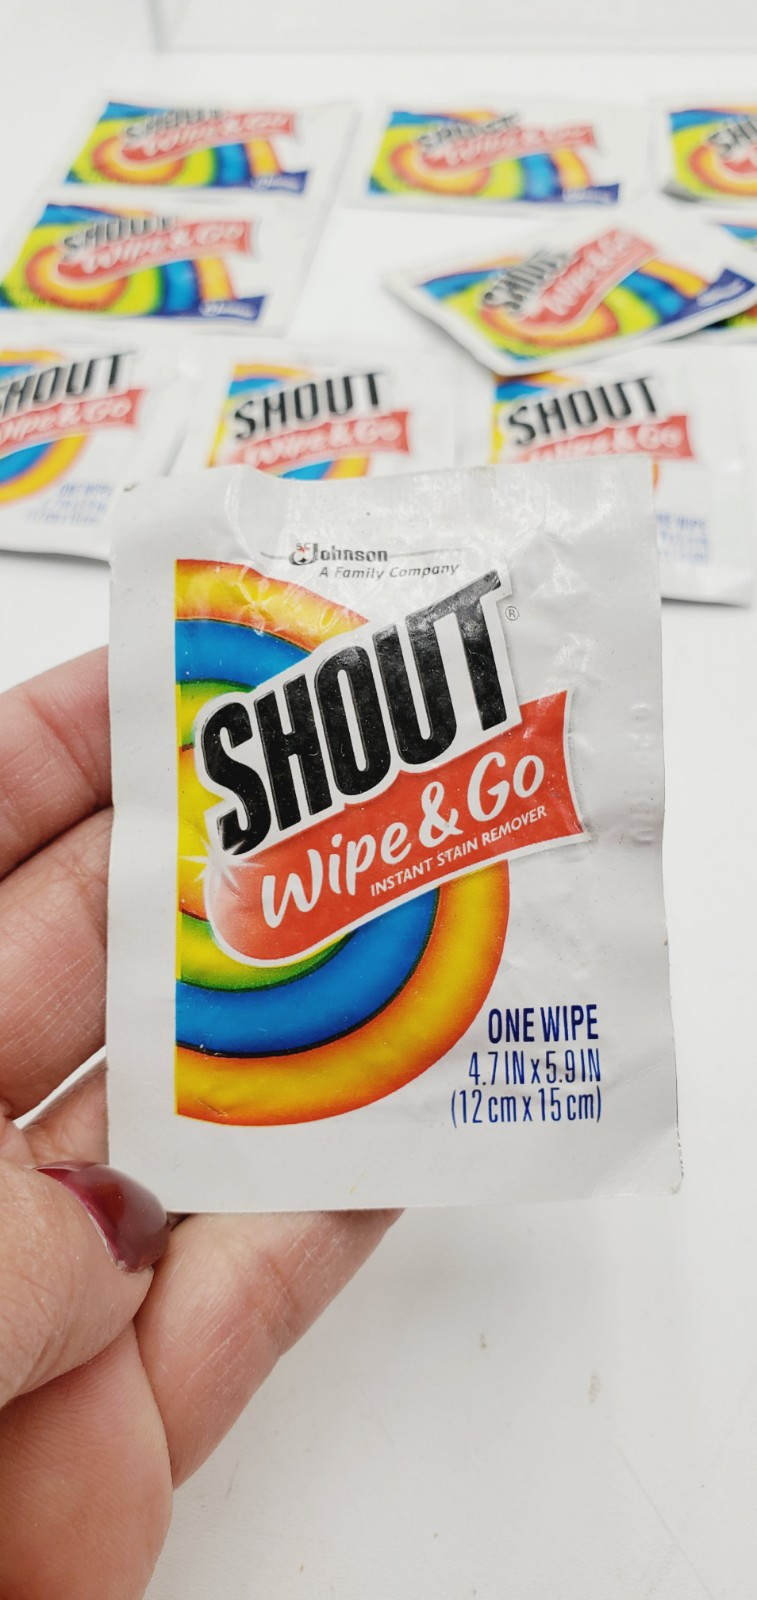 SHOUT
Wipe & Go
SHOUT
Wipe & Go
SHOUT
Wipe & Go
SHOUT
Wipe & Go
SHOUT
Wipe & Go
SHOUT
Wipe & Go
SHOUT
Wipe & Go
ONE WIPE
SC Johnson
A Family Company
SHOUT®
Wipe & Go
INSTANT STAIN REMOVER
ONE WIPE
4.7 IN x 5.9 IN
(12 cm x 15 cm)